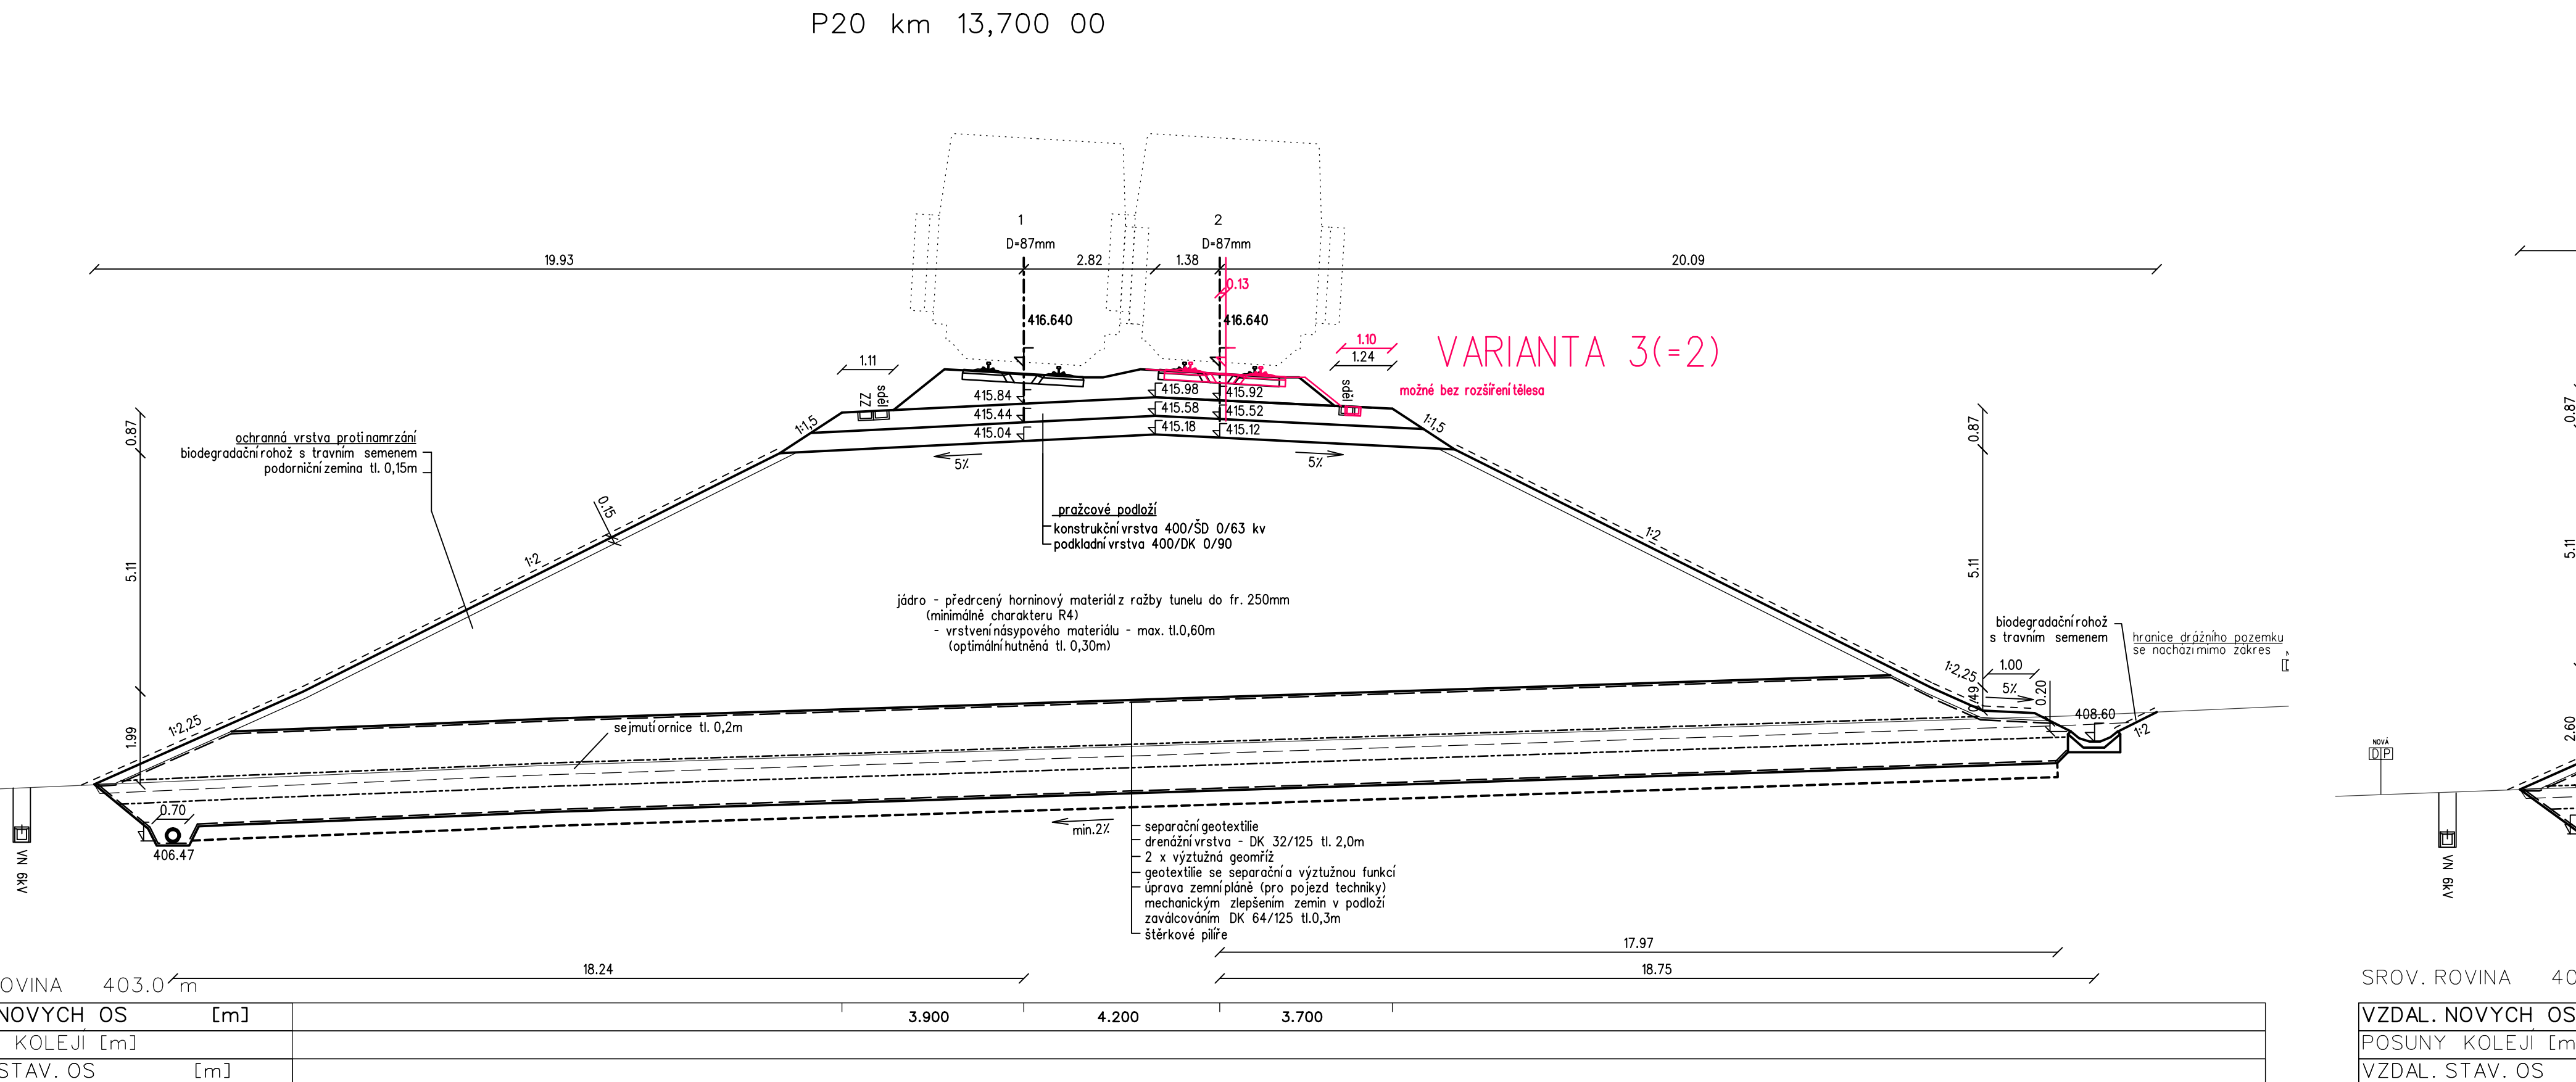 P20 km 13,700 00
1
2
D=87mm
D=87mm
19.93
2.82
1.38
20.09
0.13
416.640
416.640
VARIANTA 3(=2)
možné bez rozšíření tělesa
1.11
1.10
1.24
ZZ
sděl
sděl
415.84
415.98
415.92
415.44
415.58
415.52
415.04
415.18
415.12
1:1,5
1:1,5
5%
5%
0.87
0.87
0.87
ochranná vrstva proti namrzání
biodegradační rohož s travním semenem
podorniční zemina tl. 0,15m
0.15
1:2
1:2
pražcové podloží
konstrukční vrstva 400/ŠD 0/63 kv
podkladní vrstva 400/DK 0/90
5.11
5.11
5.11
jádro - předrcený horninový materiál z ražby tunelu do fr. 250mm
(minimálně charakteru R4)
- vrstvení násypového materiálu - max. tl.0,60m
(optimální hutněná tl. 0,30m)
biodegradační rohož
s travním semenem
hranice drážního pozemku
se nachází mimo zákres
1:2,25
1.00
5%
0.49
0.20
408.60
1:2
1:2,25
1.99
2.60
sejmutí ornice tl. 0,2m
NOVÁ
DP
0.70
406.47
VN 6kV
VN 6kV
min.2%
separační geotextilie
drenážní vrstva - DK 32/125 tl. 2,0m
2 x výztužná geomříž
geotextilie se separační a výztužnou funkcí
úprava zemní pláně (pro pojezd techniky)
mechanickým zlepšením zemin v podloží
zaválcováním DK 64/125 tl.0,3m
štěrkové pilíře
17.97
18.24
18.75
OVINA 403.0 m
SROV. ROVINA 40
NOVYCH OS [m]
3.900
4.200
3.700
VZDAL. NOVYCH OS
KOLEJÍ [m]
POSUNY KOLEJÍ [m
STAV. OS [m]
VZDAL. STAV. OS